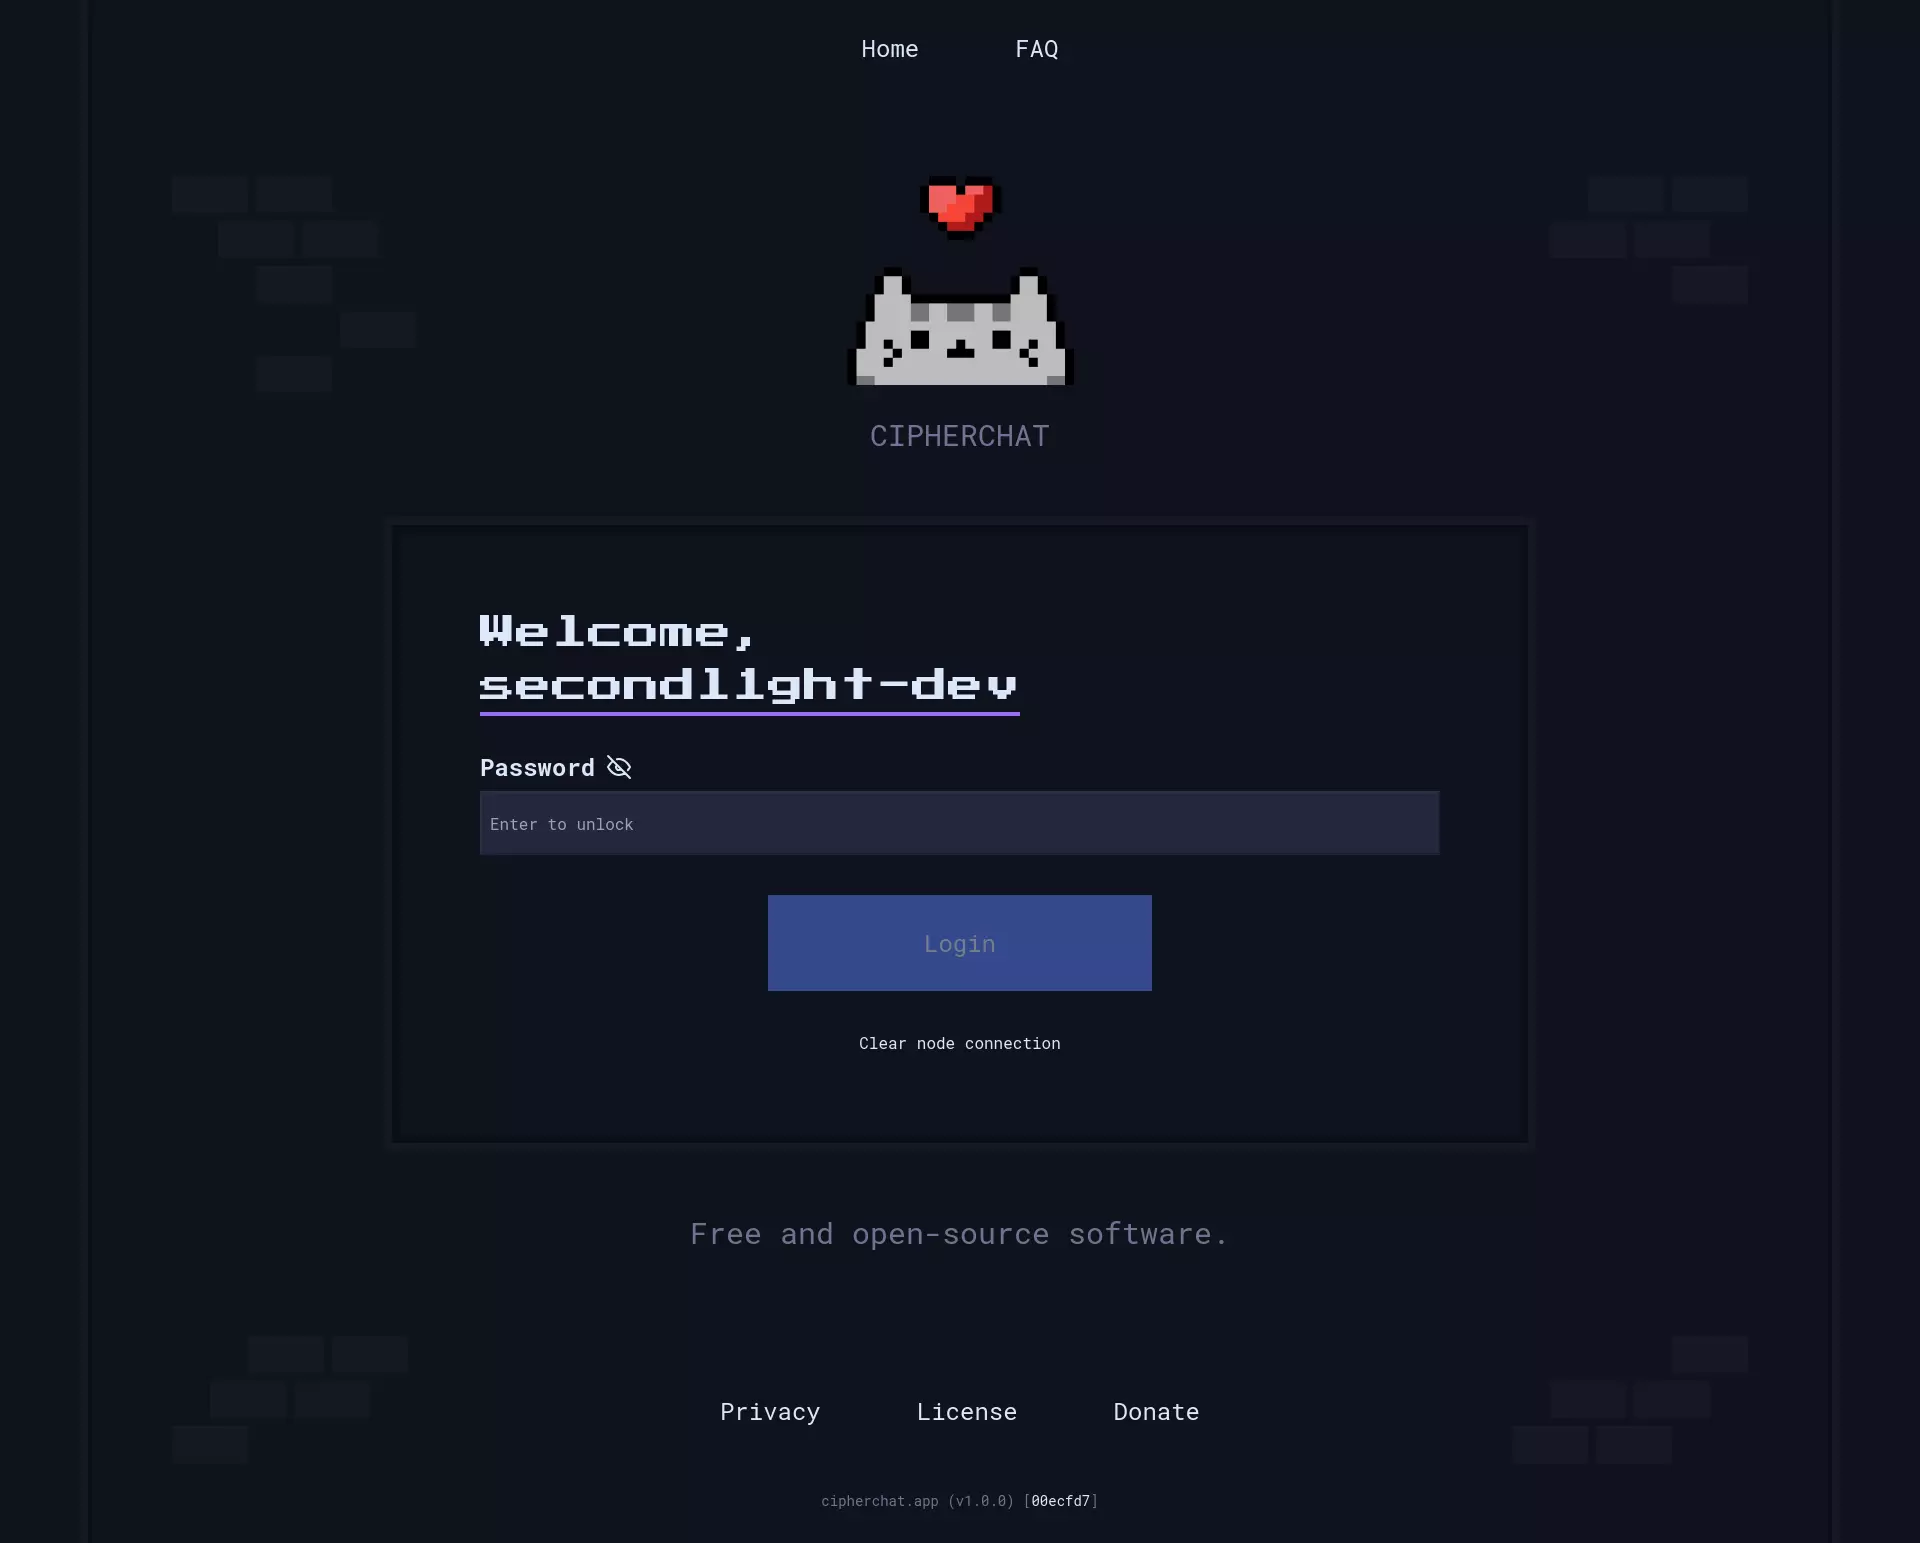 Home FAQ
CIPHERCHAT
Welcome,
secondlight-dev
Password
Enter to unlock
Login
Clear node connection
Free and open-source software.
Privacy License Donate
cipherchat.app (v1.0.0) [00ecfd7]